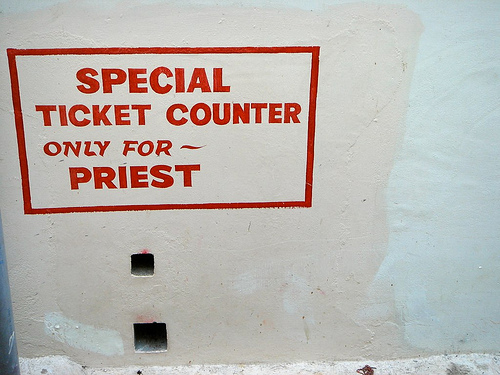 SPECIAL
TICKET COUNTER
ONLY FOR ~
PRIEST